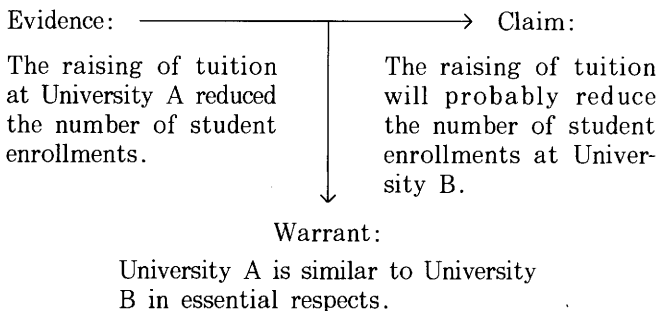 Evidence: Claim:
The raising of tuition
at University A reduced
the number of student
enrollments.
The raising of tuition
will probably reduce
the number of student
enrollments at Univer-
sity B.
Warrant:
University A is similar to University
B in essential respects.